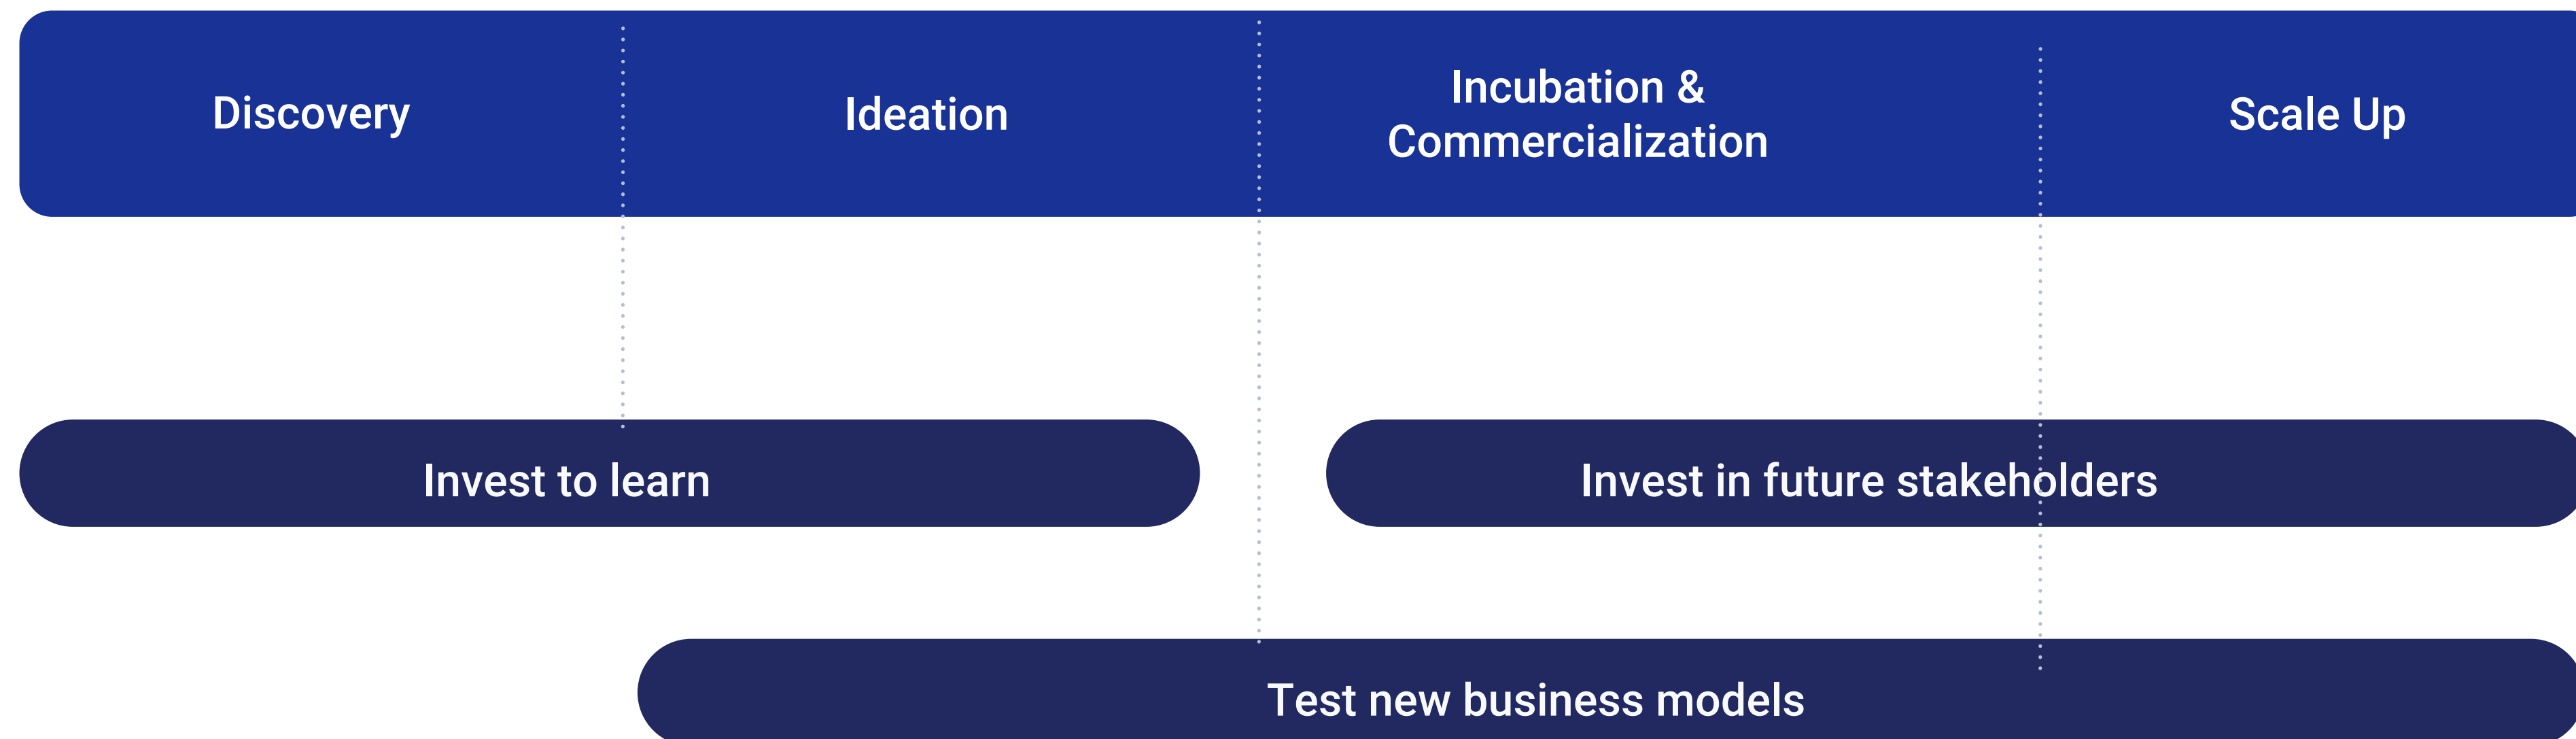 Discovery
Ideation
Incubation &
Commercialization
Scale Up
Invest to learn
Invest in future stakeholders
Test new business models